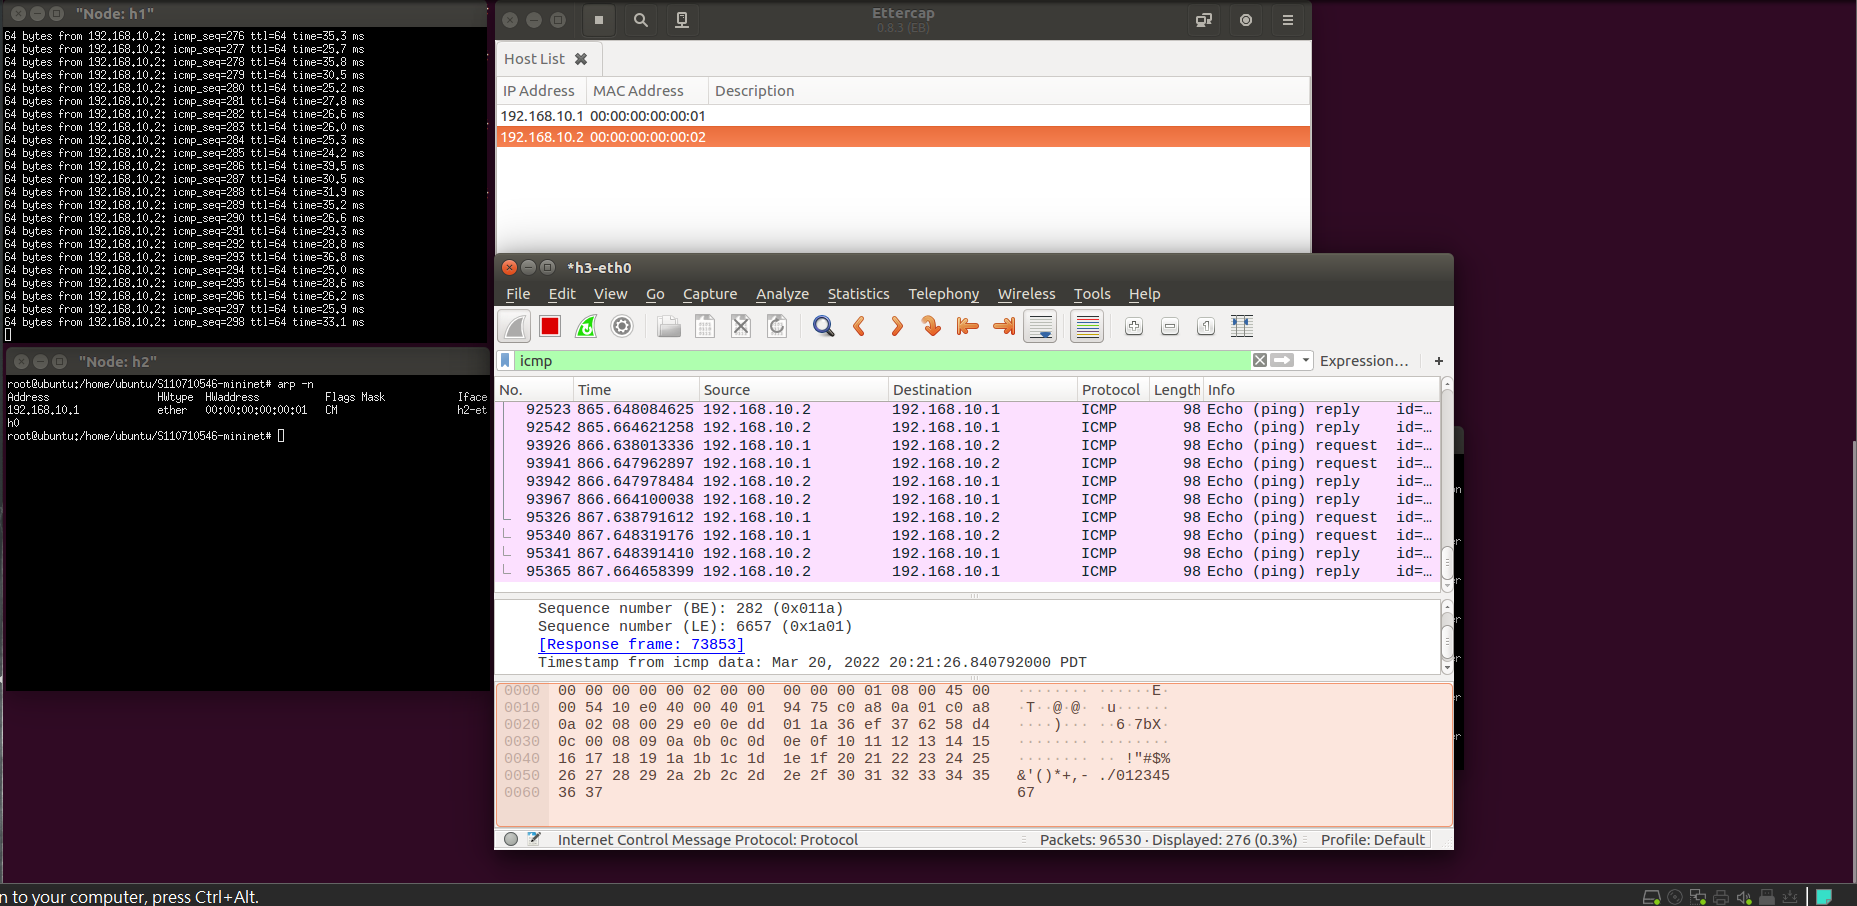 "Node: h1"
64 bytes from 192.168.10.2: icmp_seq=276 ttl=64 time=35.3 ms
64 bytes from 192.168.10.2: icmp_seq=277 ttl=64 time=25.7 ms
64 bytes from 192.168.10.2: icmp_seq=278 ttl=64 time=35.8 ms
64 bytes from 192.168.10.2: icmp_seq=279 ttl=64 time=30.5 ms
64 bytes from 192.168.10.2: icmp_seq=280 ttl=64 time=25.2 ms
64 bytes from 192.168.10.2: icmp_seq=281 ttl=64 time=27.8 ms
64 bytes from 192.168.10.2: icmp_seq=282 ttl=64 time=26.6 ms
64 bytes from 192.168.10.2: icmp_seq=283 ttl=64 time=26.0 ms
64 bytes from 192.168.10.2: icmp_seq=284 ttl=64 time=25.3 ms
64 bytes from 192.168.10.2: icmp_seq=285 ttl=64 time=24.2 ms
64 bytes from 192.168.10.2: icmp_seq=286 ttl=64 time=39.5 ms
64 bytes from 192.168.10.2: icmp_seq=287 ttl=64 time=30.5 ms
64 bytes from 192.168.10.2: icmp_seq=288 ttl=64 time=31.9 ms
64 bytes from 192.168.10.2: icmp_seq=289 ttl=64 time=35.2 ms
64 bytes from 192.168.10.2: icmp_seq=290 ttl=64 time=26.6 ms
64 bytes from 192.168.10.2: icmp_seq=291 ttl=64 time=29.3 ms
64 bytes from 192.168.10.2: icmp_seq=292 ttl=64 time=28.8 ms
64 bytes from 192.168.10.2: icmp_seq=293 ttl=64 time=36.8 ms
64 bytes from 192.168.10.2: icmp_seq=294 ttl=64 time=25.0 ms
64 bytes from 192.168.10.2: icmp_seq=295 ttl=64 time=28.6 ms
64 bytes from 192.168.10.2: icmp_seq=296 ttl=64 time=26.2 ms
64 bytes from 192.168.10.2: icmp_seq=297 ttl=64 time=25.9 ms
64 bytes from 192.168.10.2: icmp_seq=298 ttl=64 time=33.1 ms
"Node: h2"
root@ubuntu:/home/ubuntu/S110710546-mininet# arp -n
Address HWtype HWaddress Flags Mask Iface
192.168.10.1 ether 00:00:00:00:00:01 CM h2-et
h0
root@ubuntu:/home/ubuntu/S110710546-mininet#
Ettercap
0.8.3 (EB)
Host List
IP Address MAC Address Description
192.168.10.1 00:00:00:00:00:01
192.168.10.2 00:00:00:00:00:02
*h3-eth0
File Edit View Go Capture Analyze Statistics Telephony Wireless Tools Help
icmp Expression… +
No. Time Source Destination Protocol Length Info
92523 865.648084625 192.168.10.2 192.168.10.1 ICMP 98 Echo (ping) reply id=…
92542 865.664621258 192.168.10.2 192.168.10.1 ICMP 98 Echo (ping) reply id=…
93926 866.638013336 192.168.10.1 192.168.10.2 ICMP 98 Echo (ping) request id=…
93941 866.647962897 192.168.10.1 192.168.10.2 ICMP 98 Echo (ping) request id=…
93942 866.647978484 192.168.10.2 192.168.10.1 ICMP 98 Echo (ping) reply id=…
93967 866.664100038 192.168.10.2 192.168.10.1 ICMP 98 Echo (ping) reply id=…
95326 867.638791612 192.168.10.1 192.168.10.2 ICMP 98 Echo (ping) request id=…
95340 867.648319176 192.168.10.1 192.168.10.2 ICMP 98 Echo (ping) request id=…
95341 867.648391410 192.168.10.2 192.168.10.1 ICMP 98 Echo (ping) reply id=…
95365 867.664658399 192.168.10.2 192.168.10.1 ICMP 98 Echo (ping) reply id=…
Sequence number (BE): 282 (0x011a)
Sequence number (LE): 6657 (0x1a01)
[Response frame: 73853]
Timestamp from icmp data: Mar 20, 2022 20:21:26.840792000 PDT
0000 00 00 00 00 00 02 00 00 00 00 00 01 08 00 45 00 ········ ······E·
0010 00 54 10 e0 40 00 40 01 94 75 c0 a8 0a 01 c0 a8 ·T··@·@· ·u······
0020 0a 02 08 00 29 e0 0e dd 01 1a 36 ef 37 62 58 d4 ····)··· ··6·7bX·
0030 0c 00 08 09 0a 0b 0c 0d 0e 0f 10 11 12 13 14 15 ········ ········
0040 16 17 18 19 1a 1b 1c 1d 1e 1f 20 21 22 23 24 25 ········ ·· !"#$%
0050 26 27 28 29 2a 2b 2c 2d 2e 2f 30 31 32 33 34 35 &'()*+,- ./012345
0060 36 37 67
Internet Control Message Protocol: Protocol Packets: 96530 · Displayed: 276 (0.3%) Profile: Default
n to your computer, press Ctrl+Alt.